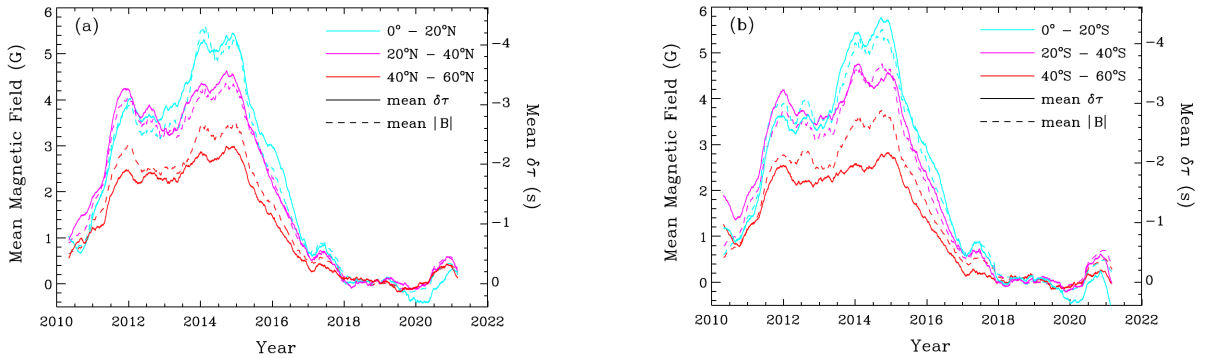 (a)
0° − 20°N
20°N − 40°N
40°N − 60°N
mean δτ
mean |B|
Mean Magnetic Field (G)
6
5
4
3
2
1
0
−4
−3
−2
−1
0
Mean δτ (s)
2010 2012 2014 2016 2018 2020 2022
Year
(b)
0° − 20°S
20°S − 40°S
40°S − 60°S
mean δτ
mean |B|
Mean Magnetic Field (G)
6
5
4
3
2
1
0
−4
−3
−2
−1
0
Mean δτ (s)
2010 2012 2014 2016 2018 2020 2022
Year